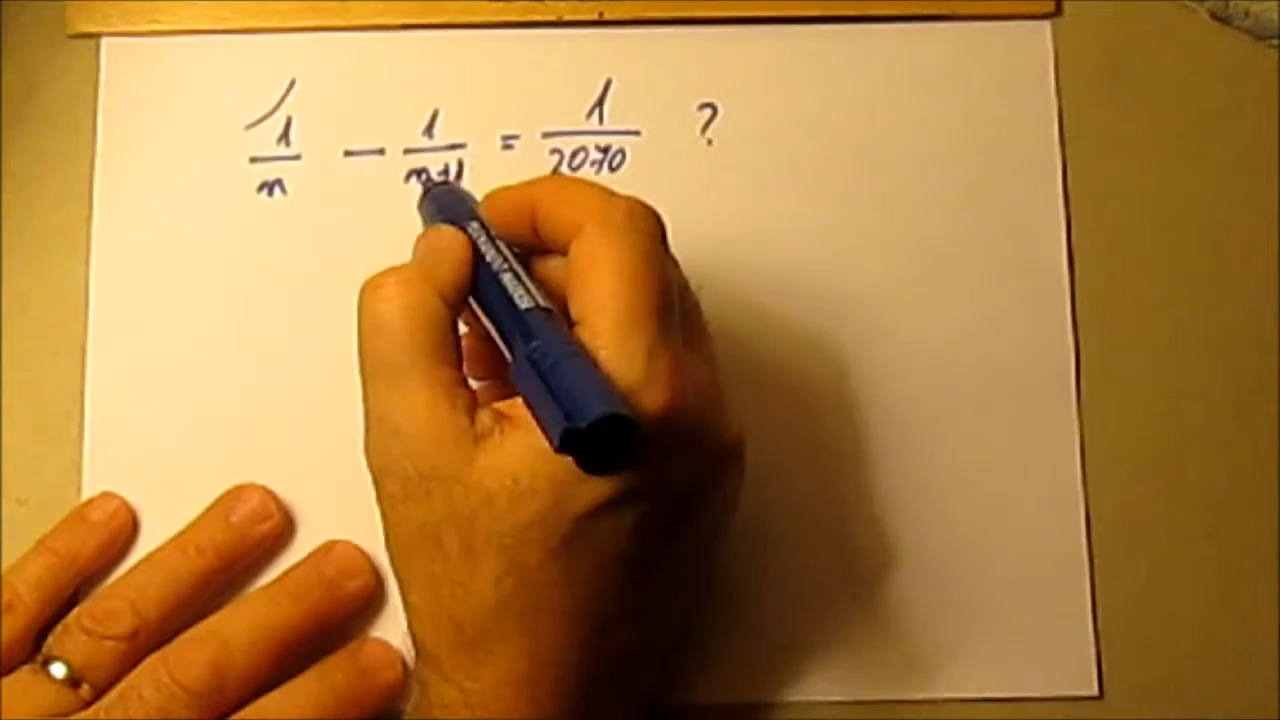 1/n - 1/n+1 = 1/2070 ?